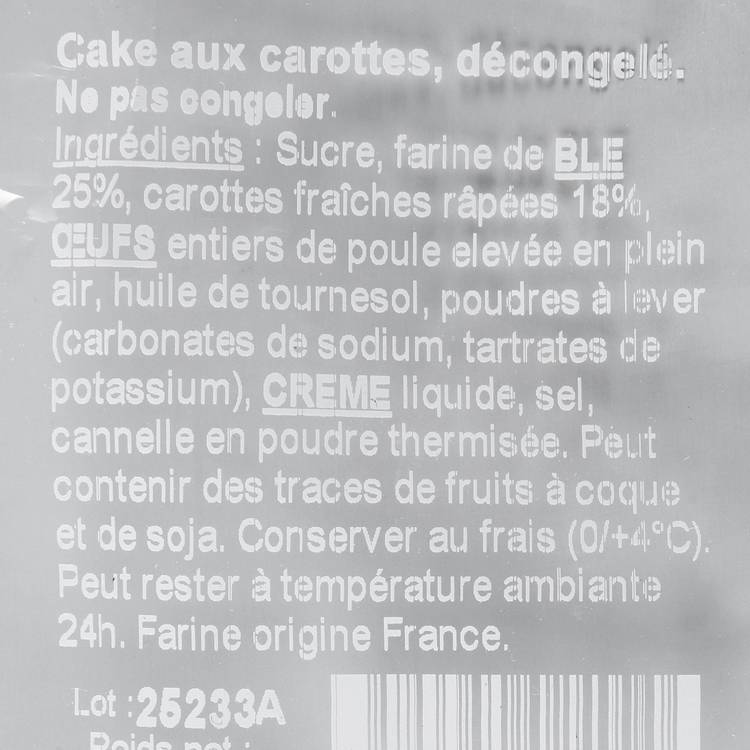 Cake aux carottes, décongelé.
Ne pas congeler.
Ingrédients : Sucre, farine de BLE
25%, carottes fraîches râpées 18%,
ŒUFS entiers de poule elevée en plein
air, huile de tournesol, poudres à lever
(carbonates de sodium, tartrates de
potassium), CREME liquide, sel,
cannelle en poudre thermisée. Peut
contenir des traces de fruits à coque
et de soja. Conserver au frais (0/+4°C).
Peut rester à température ambiante
24h. Farine origine France.
Lot : 25233A
Poids net :